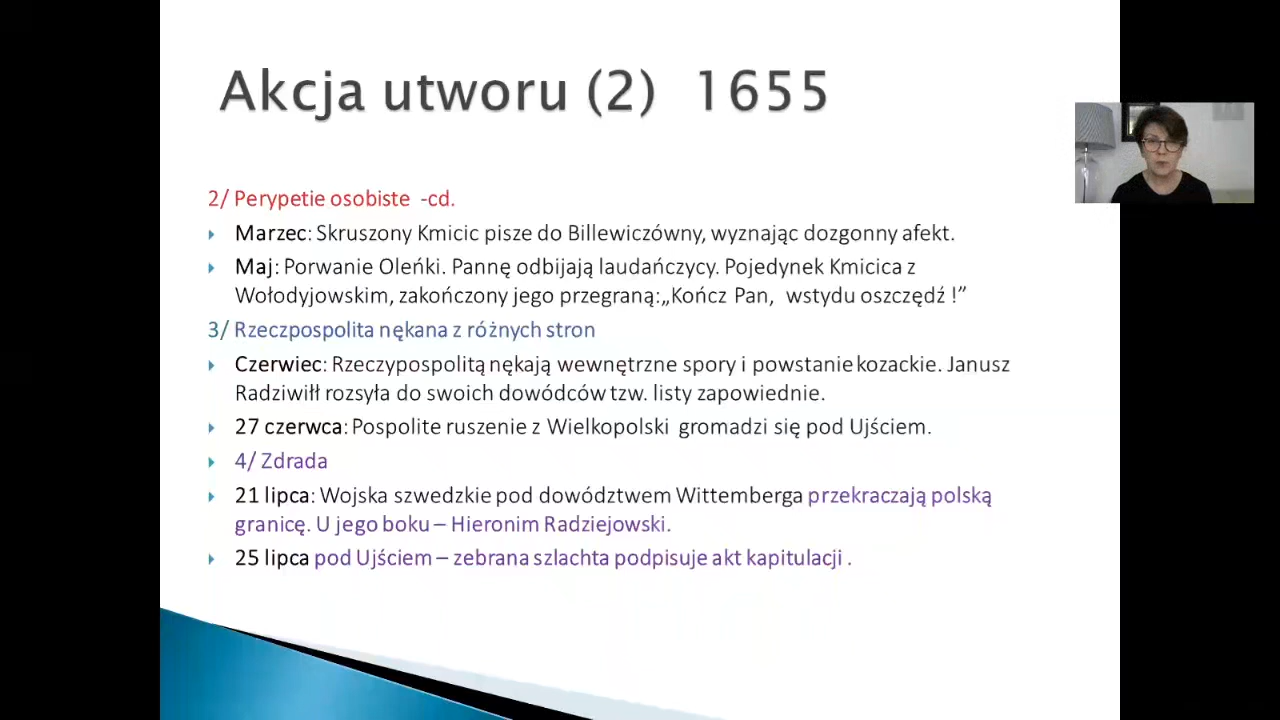 Akcja utworu (2) 1655
2/ Perypetie osobiste -cd.
Marzec: Skruszony Kmicic pisze do Billewiczówny, wyznając dozgonny afekt.
Maj: Porwanie Oleńki. Pannę odbijają laudańczycy. Pojedynek Kmicica z
Wołodyjowskim, zakończony jego przegraną:„Kończ Pan, wstydu oszczędź !”
3/ Rzeczpospolita nękana z różnych stron
Czerwiec: Rzeczypospolitą nękają wewnętrzne spory i powstanie kozackie. Janusz
Radziwiłł rozsyła do swoich dowódców tzw. listy zapowiednie.
27 czerwca: Pospolite ruszenie z Wielkopolski gromadzi się pod Ujściem.
4/ Zdrada
21 lipca: Wojska szwedzkie pod dowództwem Wittemberga przekraczają polską
granicę. U jego boku – Hieronim Radziejowski.
25 lipca pod Ujściem – zebrana szlachta podpisuje akt kapitulacji .